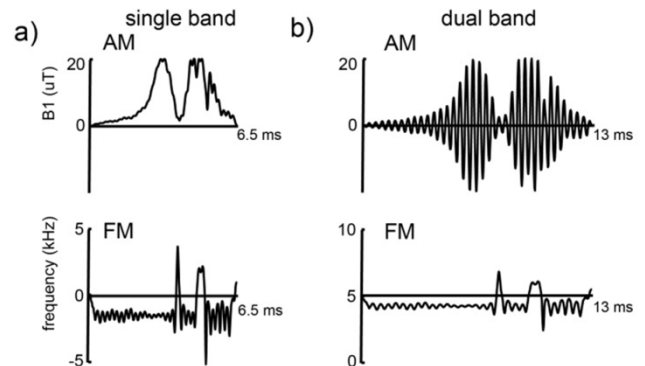 single band
dual band
a)
b)
AM
AM
B1 (uT)
20
0
6.5 ms
20
0
13 ms
FM
FM
frequency (kHz)
5
0
-5
6.5 ms
10
5
0
13 ms